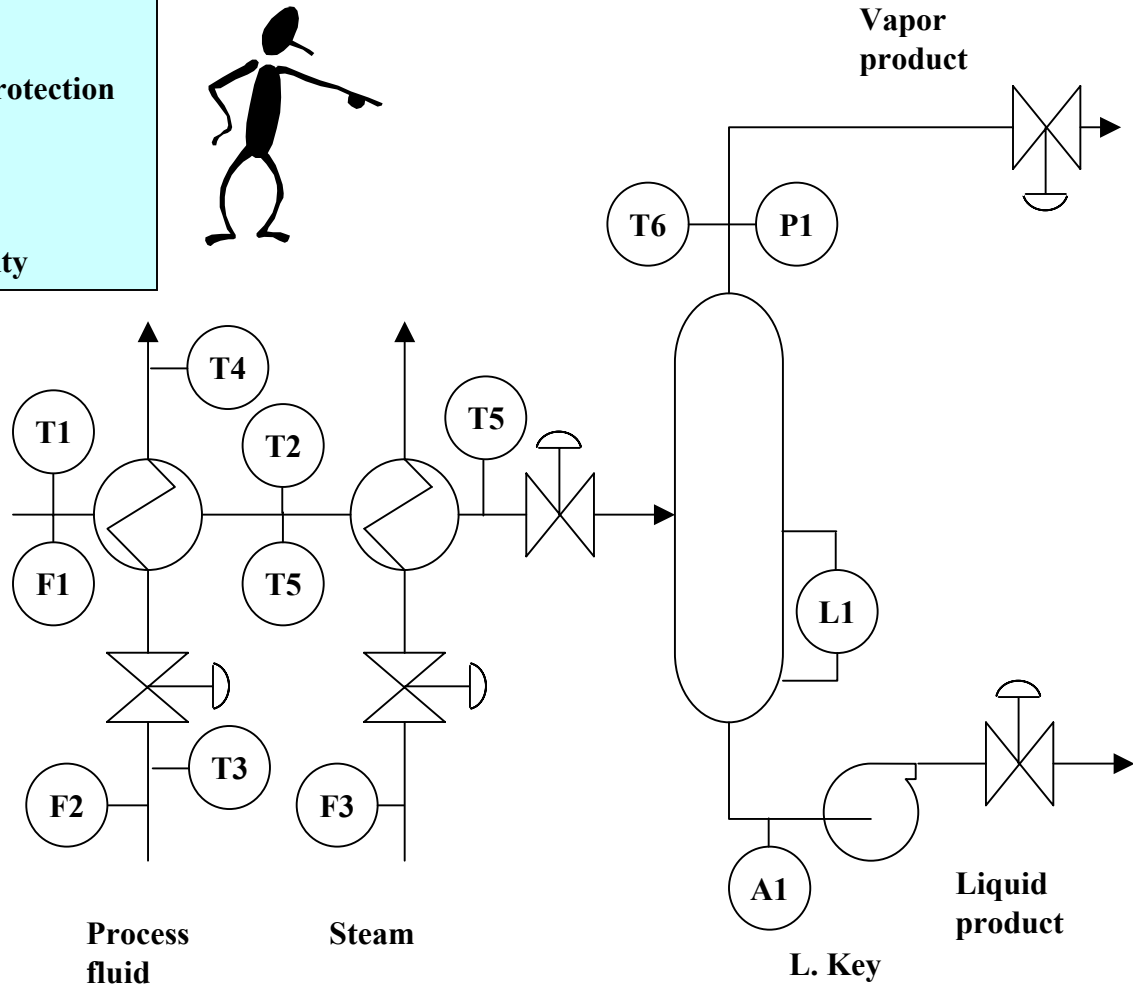 rotection
ty
Vapor
product
T6
P1
T4
T1
T2
T5
F1
T5
L1
T3
F2
F3
A1
Process
fluid
Steam
Liquid
product
L. Key